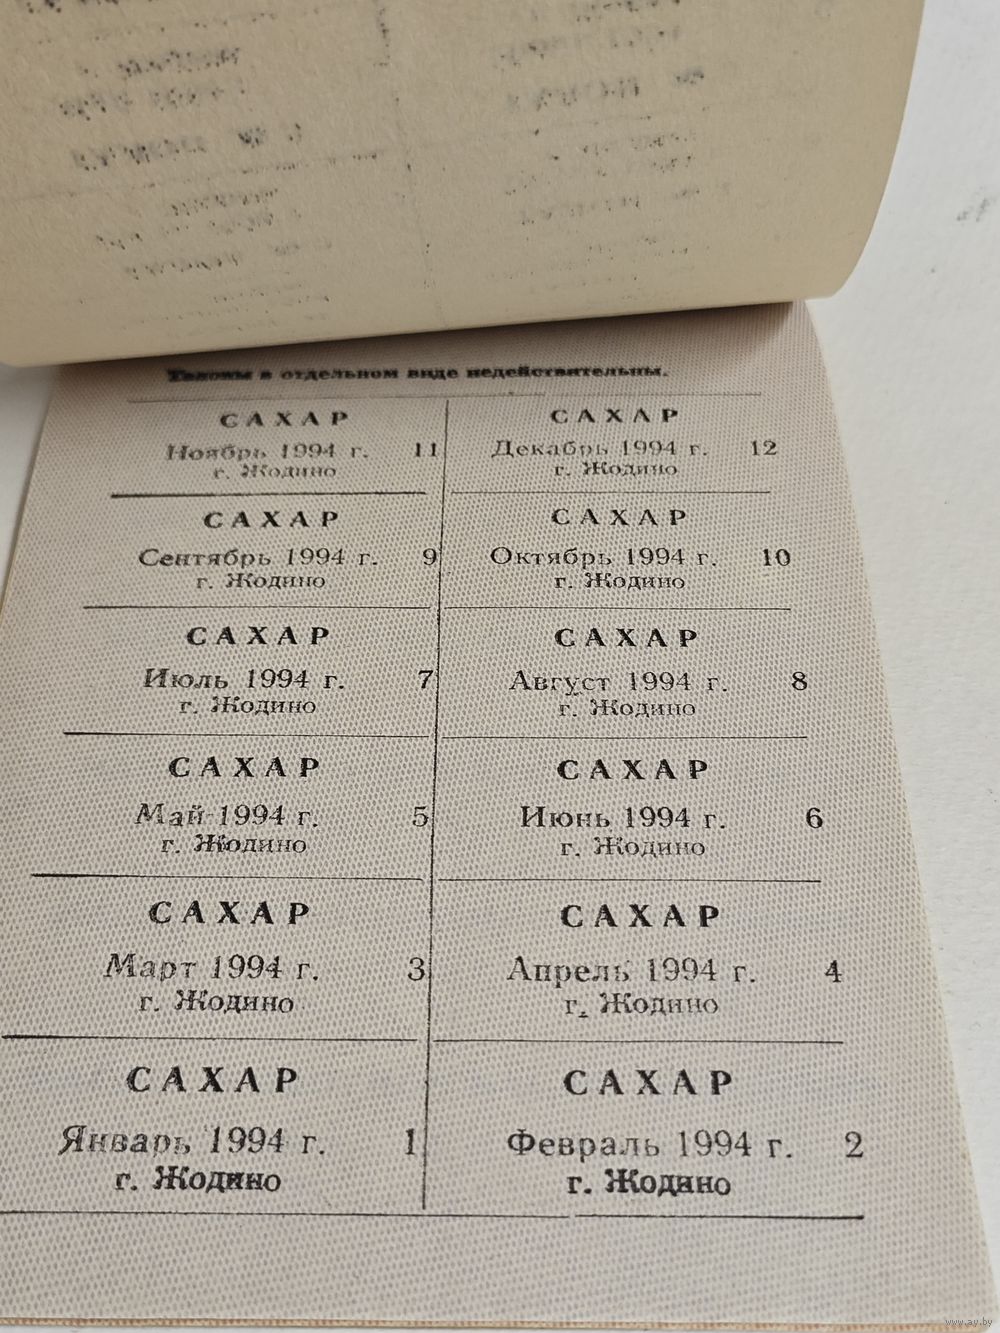 Талоны в отдельном виде недействительны.
САХАР
Ноябрь 1994 г. 11
г. Жодино
САХАР
Декабрь 1994 г. 12
г. Жодино
САХАР
Сентябрь 1994 г. 9
г. Жодино
САХАР
Октябрь 1994 г. 10
г. Жодино
САХАР
Июль 1994 г. 7
г. Жодино
САХАР
Август 1994 г. 8
г. Жодино
САХАР
Май 1994 г. 5
г. Жодино
САХАР
Июнь 1994 г. 6
г. Жодино
САХАР
Март 1994 г. 3
г. Жодино
САХАР
Апрель 1994 г. 4
г. Жодино
САХАР
Январь 1994 г. 1
г. Жодино
САХАР
Февраль 1994 г. 2
г. Жодино
www.ay.by